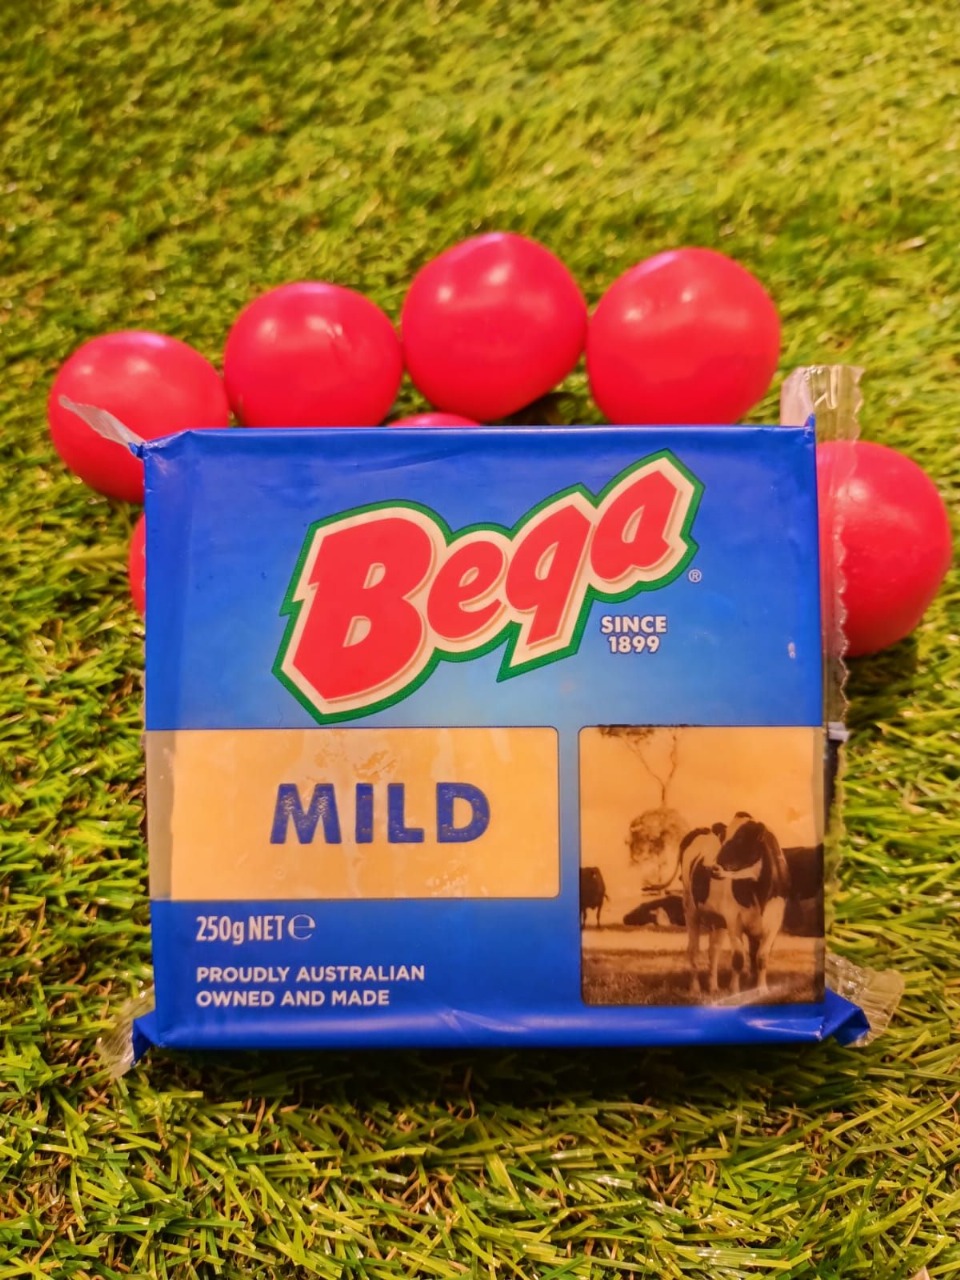 Bega®
SINCE
1899
MILD
250g NET ℮
PROUDLY AUSTRALIAN
OWNED AND MADE